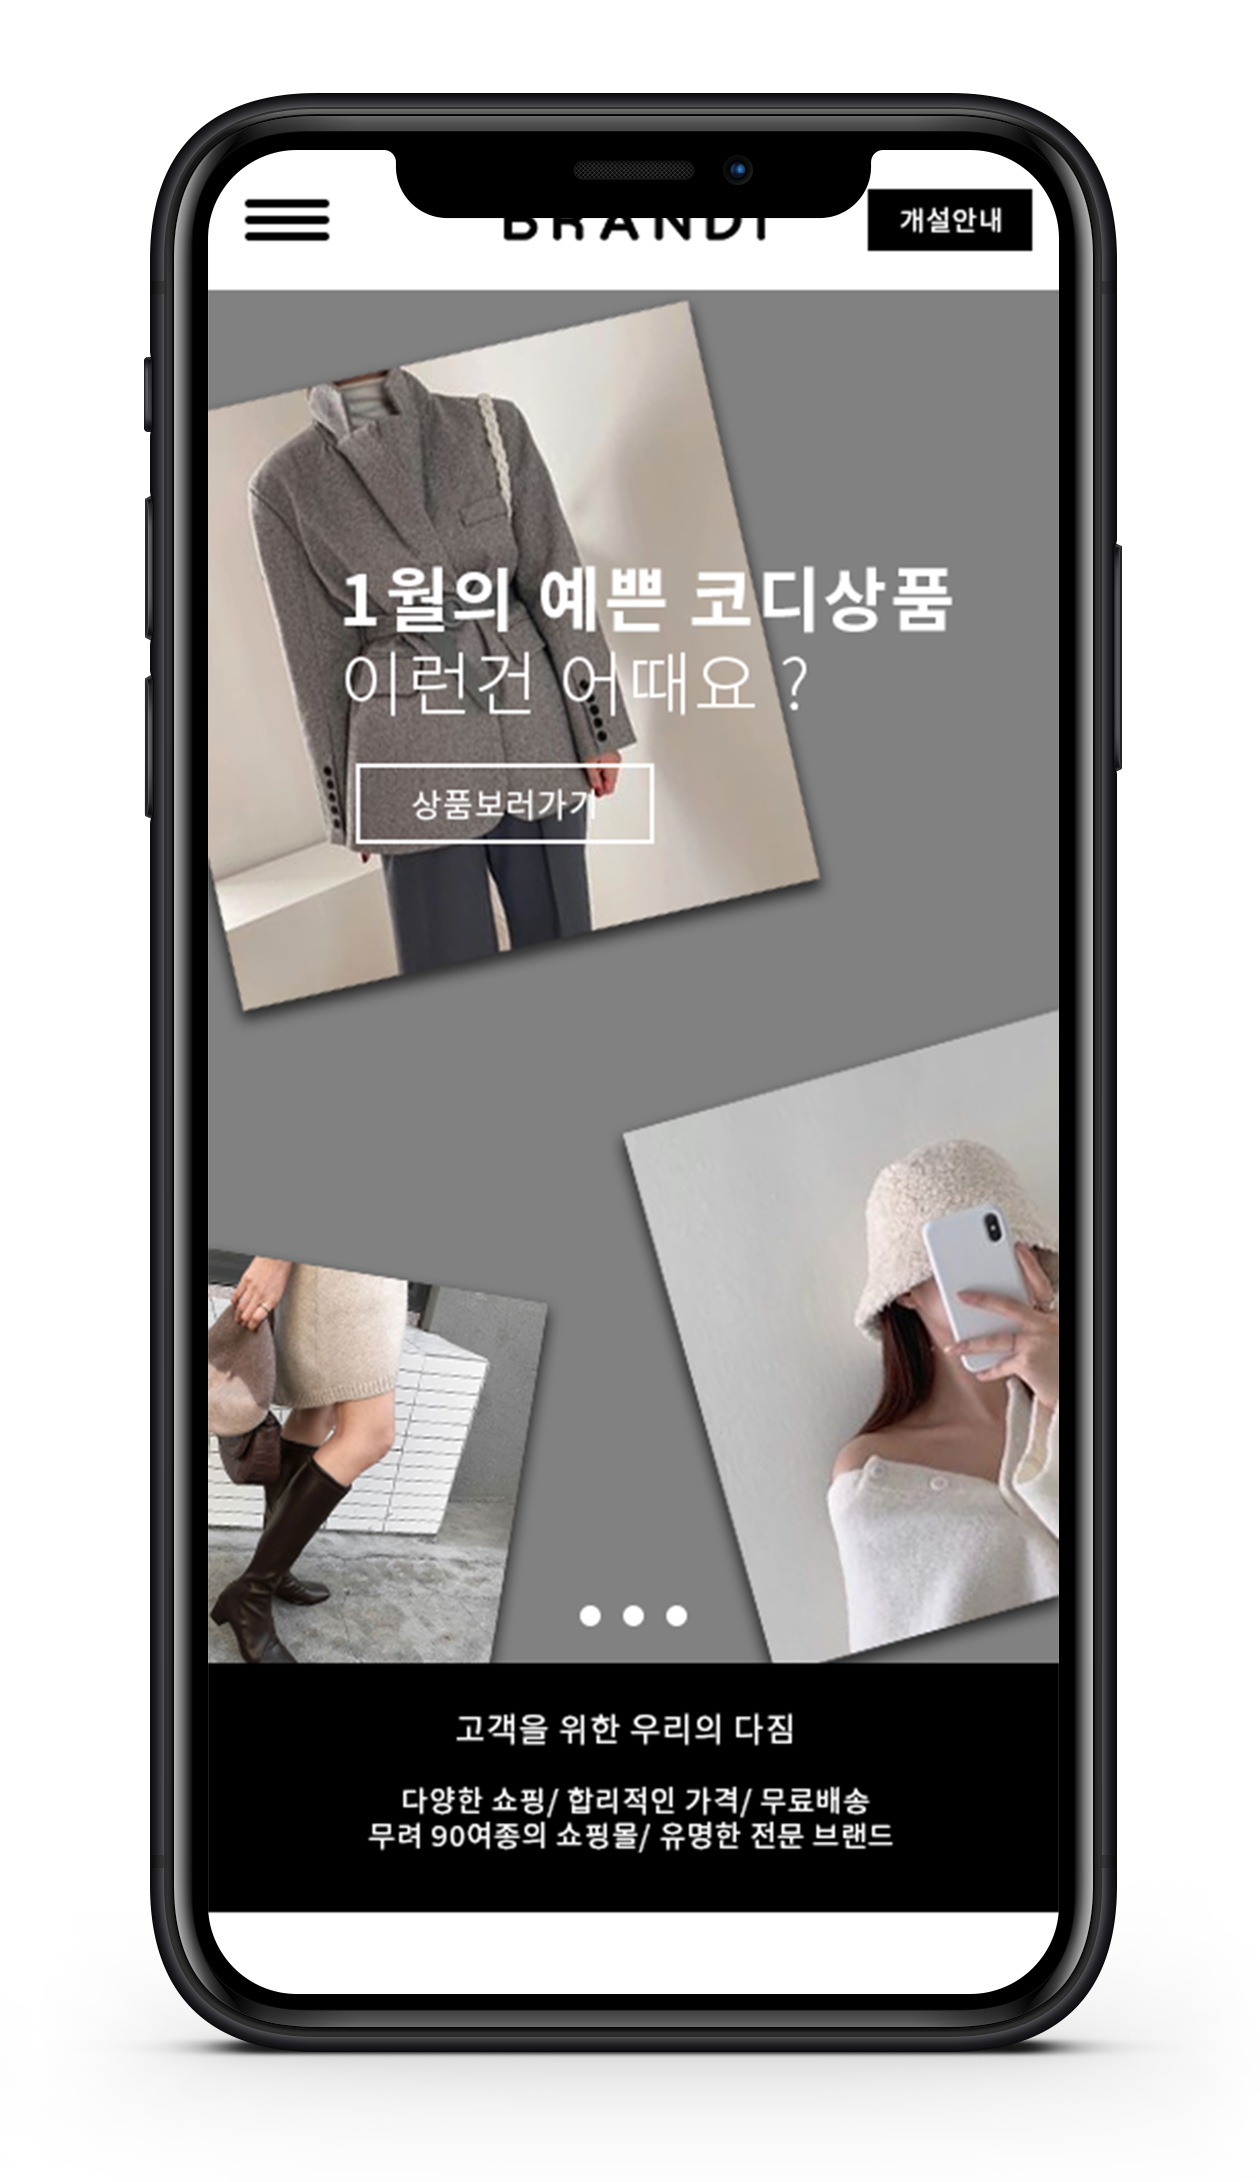 BRANDI
개설안내
1월의 예쁜 코디상품
이런건 어때요 ?
상품보러가기
고객을 위한 우리의 다짐
다양한 쇼핑/ 합리적인 가격/ 무료배송
무려 90여종의 쇼핑몰/ 유명한 전문 브랜드